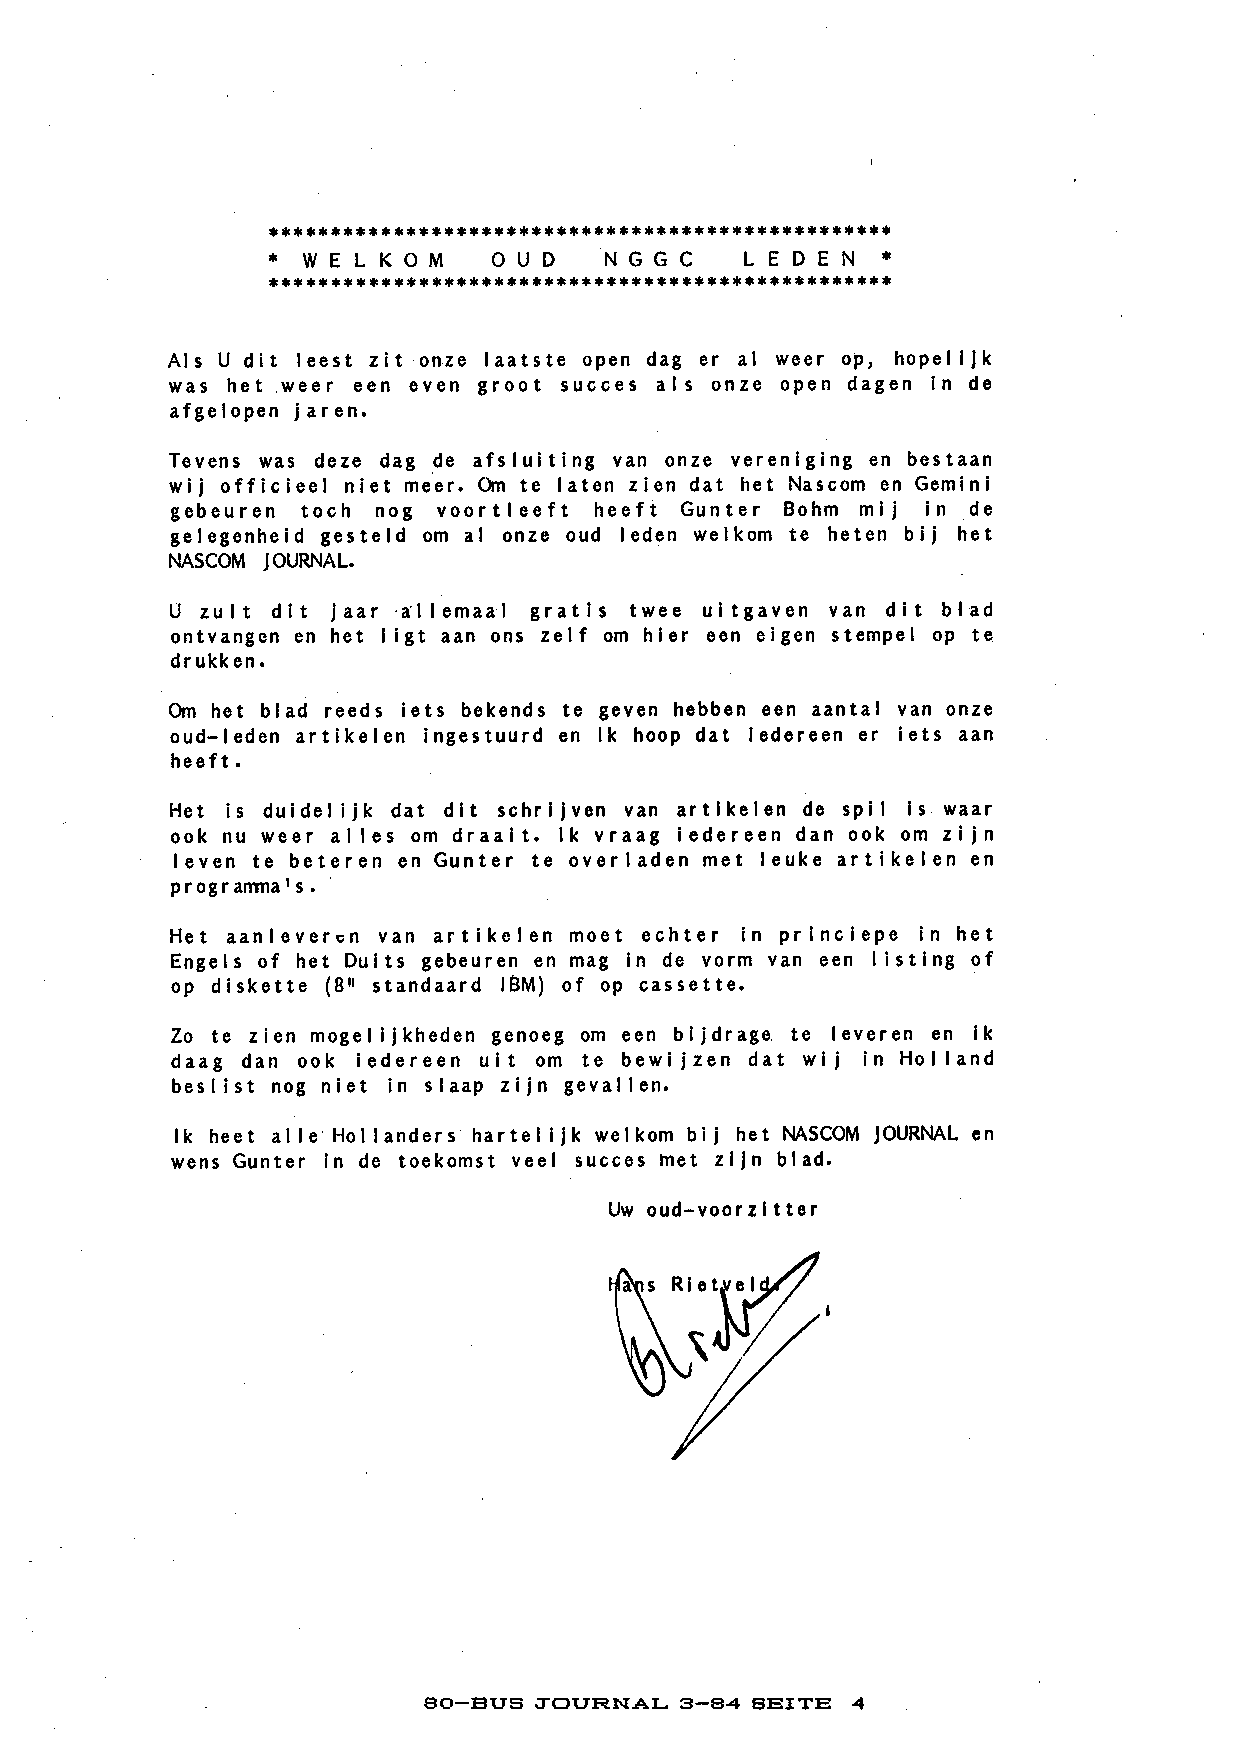 **************************************************
* W E L K O M   O U D   N G G C   L E D E N *
**************************************************
Als U dit leest zit onze laatste open dag er al weer op, hopelijk
was het weer een even groot succes als onze open dagen in de
afgelopen jaren.
Tevens was deze dag de afsluiting van onze vereniging en bestaan
wij officieel niet meer. Om te laten zien dat het Nascom en Gemini
gebeuren toch nog voortleeft heeft Gunter Bohm mij in de
gelegenheid gesteld om al onze oud leden welkom te heten bij het
NASCOM JOURNAL.
U zult dit jaar allemaal gratis twee uitgaven van dit blad
ontvangen en het ligt aan ons zelf om hier een eigen stempel op te
drukken.
Om het blad reeds iets bekends te geven hebben een aantal van onze
oud-leden artikelen ingestuurd en ik hoop dat iedereen er iets aan
heeft.
Het is duidelijk dat dit schrijven van artikelen de spil is waar
ook nu weer alles om draait. Ik vraag iedereen dan ook om zijn
leven te beteren en Gunter te overladen met leuke artikelen en
programma's.
Het aanleveren van artikelen moet echter in princiepe in het
Engels of het Duits gebeuren en mag in de vorm van een listing of
op diskette (8" standaard IBM) of op cassette.
Zo te zien mogelijkheden genoeg om een bijdrage te leveren en ik
daag dan ook iedereen uit om te bewijzen dat wij in Holland
beslist nog niet in slaap zijn gevallen.
Ik heet alle Hollanders hartelijk welkom bij het NASCOM JOURNAL en
wens Gunter in de toekomst veel succes met zijn blad.
Uw oud-voorzitter
Hans Rietveld
80-BUS JOURNAL 3-84 SEITE 4